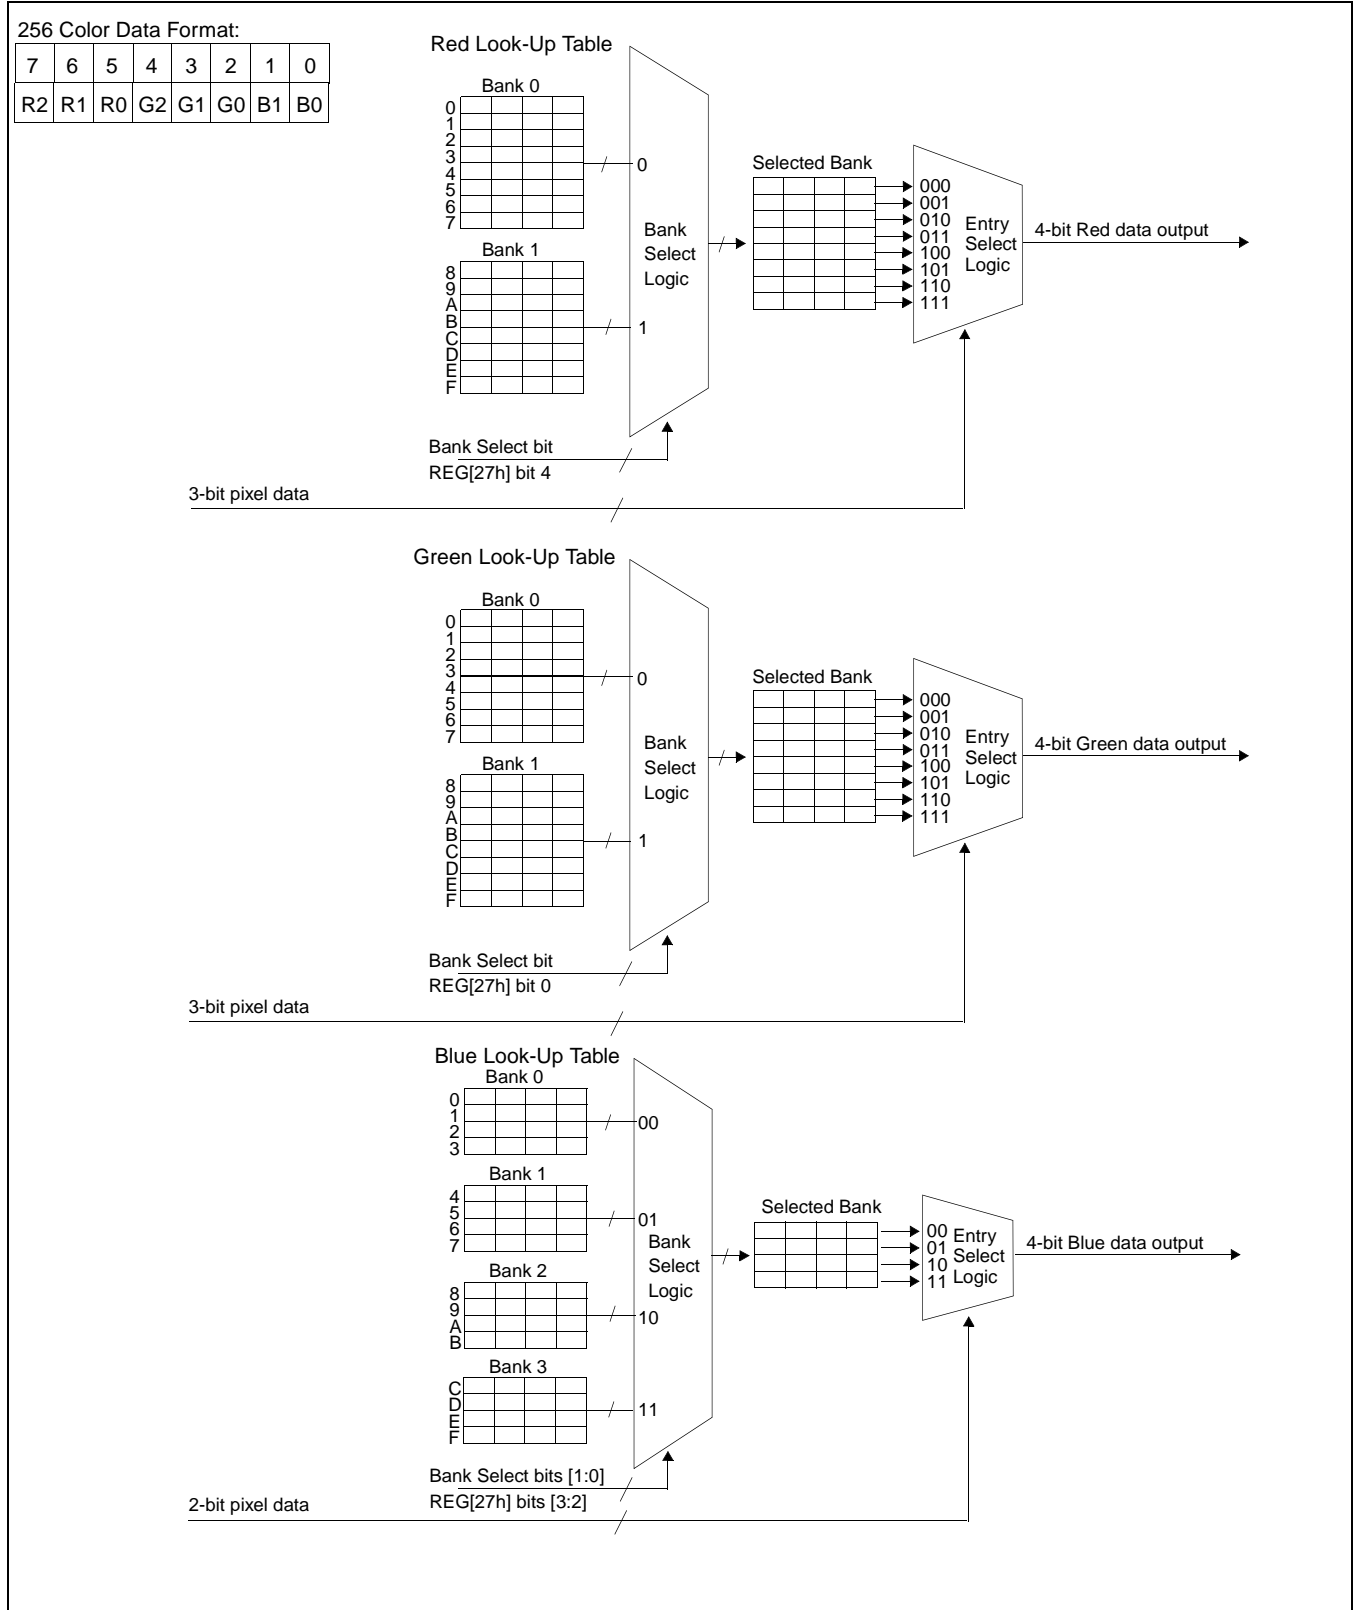 256 Color Data Format:
7 6 5 4 3 2 1 0
R2 R1 R0 G2 G1 G0 B1 B0
Red Look-Up Table
Bank 0
0
1
2
3
4
5
6
7
Bank 1
8
9
A
B
C
D
E
F
0
1
Bank
Select
Logic
Bank Select bit
REG[27h] bit 4
3-bit pixel data
Selected Bank
000
001
010
011
100
101
110
111
Entry
Select
Logic
4-bit Red data output
Green Look-Up Table
Bank 0
0
1
2
3
4
5
6
7
Bank 1
8
9
A
B
C
D
E
F
0
1
Bank
Select
Logic
Bank Select bit
REG[27h] bit 0
3-bit pixel data
Selected Bank
000
001
010
011
100
101
110
111
Entry
Select
Logic
4-bit Green data output
Blue Look-Up Table
Bank 0
0
1
2
3
Bank 1
4
5
6
7
Bank 2
8
9
A
B
Bank 3
C
D
E
F
00
01
10
11
Bank
Select
Logic
Bank Select bits [1:0]
REG[27h] bits [3:2]
2-bit pixel data
Selected Bank
00
01
10
11
Entry
Select
Logic
4-bit Blue data output